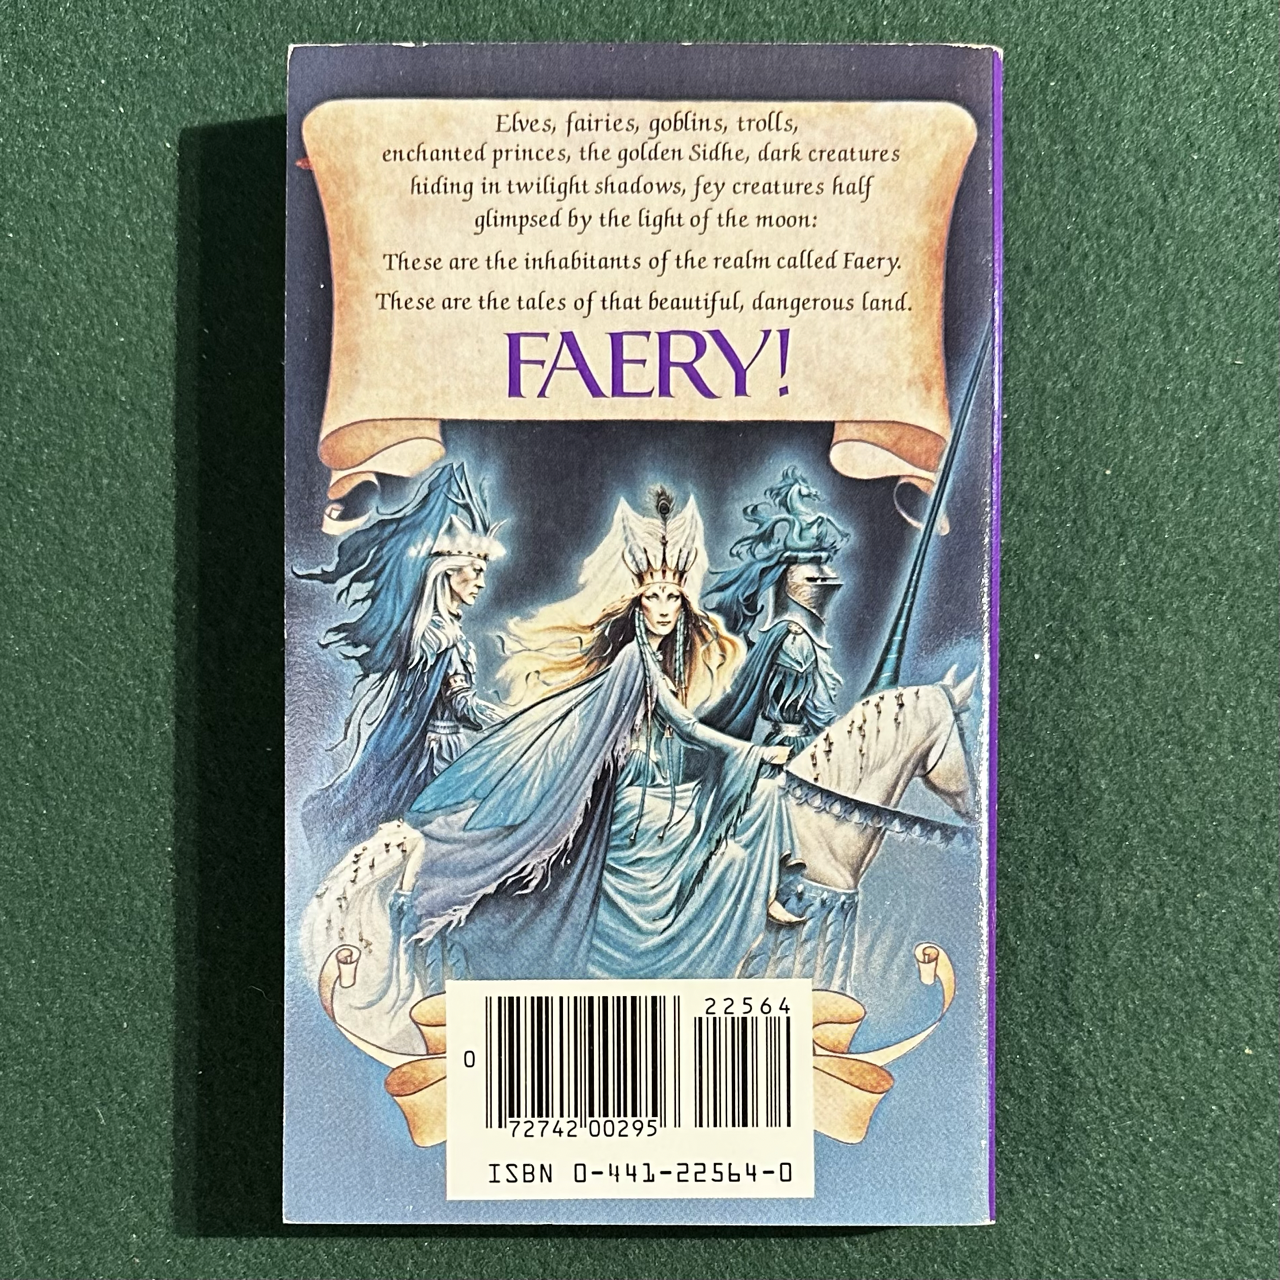 Elves, fairies, goblins, trolls,
enchanted princes, the golden Sidhe, dark creatures
hiding in twilight shadows, fey creatures half
glimpsed by the light of the moon:
These are the inhabitants of the realm called Faery.
These are the tales of that beautiful, dangerous land.
FAERY!
22564
0
72742 00295
ISBN 0-441-22564-0